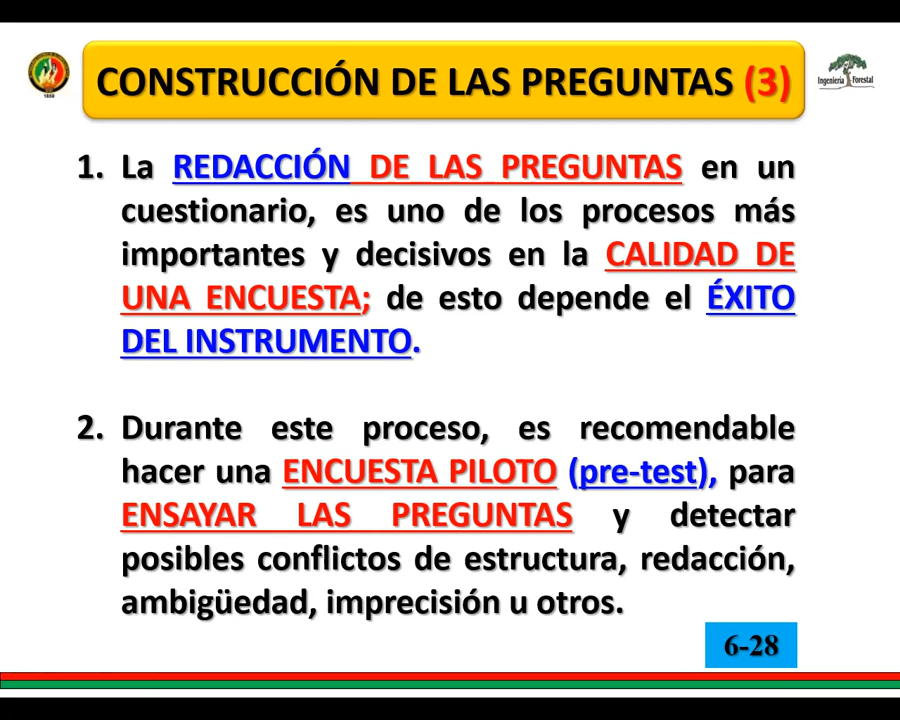 CONSTRUCCIÓN DE LAS PREGUNTAS (3)
Ingeniería Forestal
1859
1. La REDACCIÓN DE LAS PREGUNTAS en un
cuestionario, es uno de los procesos más
importantes y decisivos en la CALIDAD DE
UNA ENCUESTA; de esto depende el ÉXITO
DEL INSTRUMENTO.
2. Durante este proceso, es recomendable
hacer una ENCUESTA PILOTO (pre-test), para
ENSAYAR LAS PREGUNTAS y detectar
posibles conflictos de estructura, redacción,
ambigüedad, imprecisión u otros.
6-28